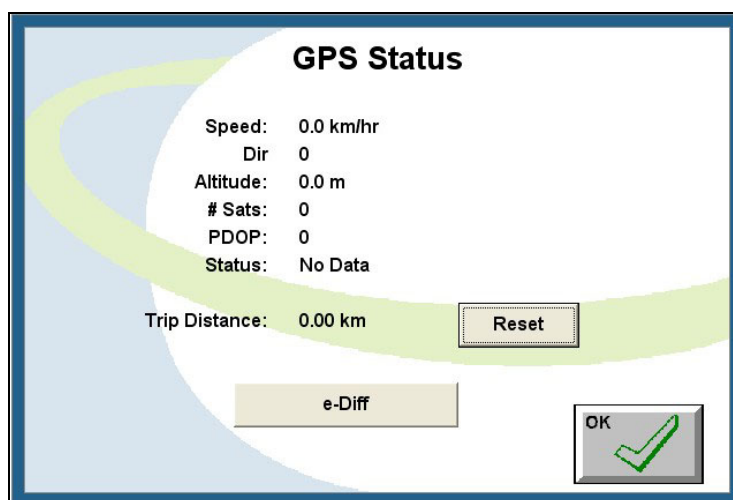 GPS Status
Speed: 0.0 km/hr
Dir 0
Altitude: 0.0 m
# Sats: 0
PDOP: 0
Status: No Data
Trip Distance: 0.00 km Reset
e-Diff
OK